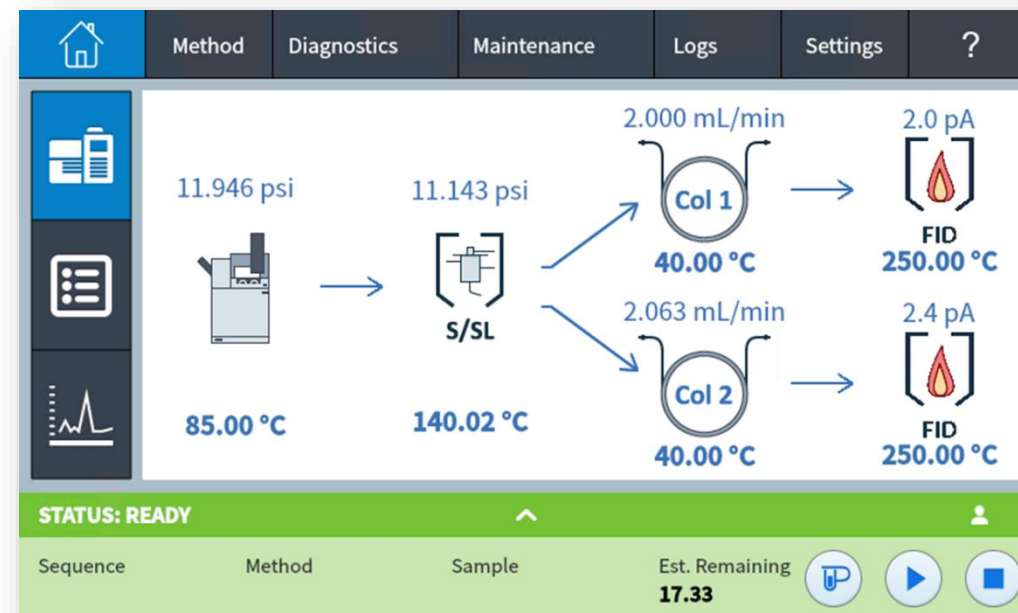 Method Diagnostics Maintenance Logs Settings ?
2.000 mL/min 2.0 pA
11.946 psi 11.143 psi
Col 1
FID
40.00 °C 250.00 °C
2.063 mL/min 2.4 pA
S/SL
Col 2
85.00 °C 140.02 °C
FID
40.00 °C 250.00 °C
STATUS: READY
Sequence Method Sample Est. Remaining
17.33